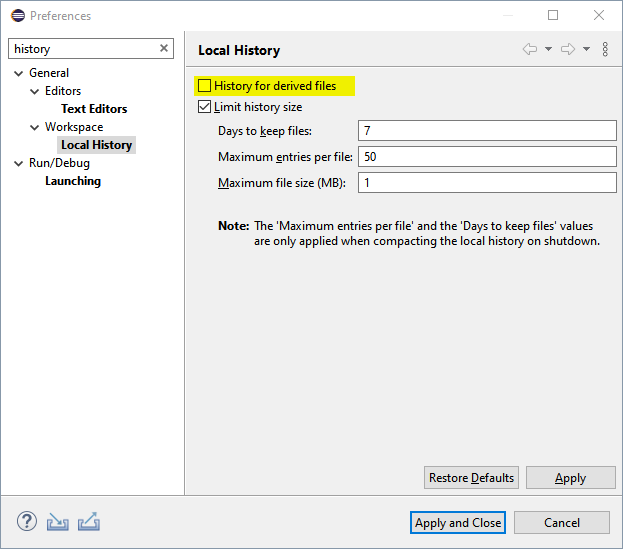 Preferences
history
General
Editors
Text Editors
Workspace
Local History
Run/Debug
Launching
Local History
History for derived files
Limit history size
Days to keep files: 7
Maximum entries per file: 50
Maximum file size (MB): 1
Note: The 'Maximum entries per file' and the 'Days to keep files' values
are only applied when compacting the local history on shutdown.
Restore Defaults Apply
? Apply and Close Cancel